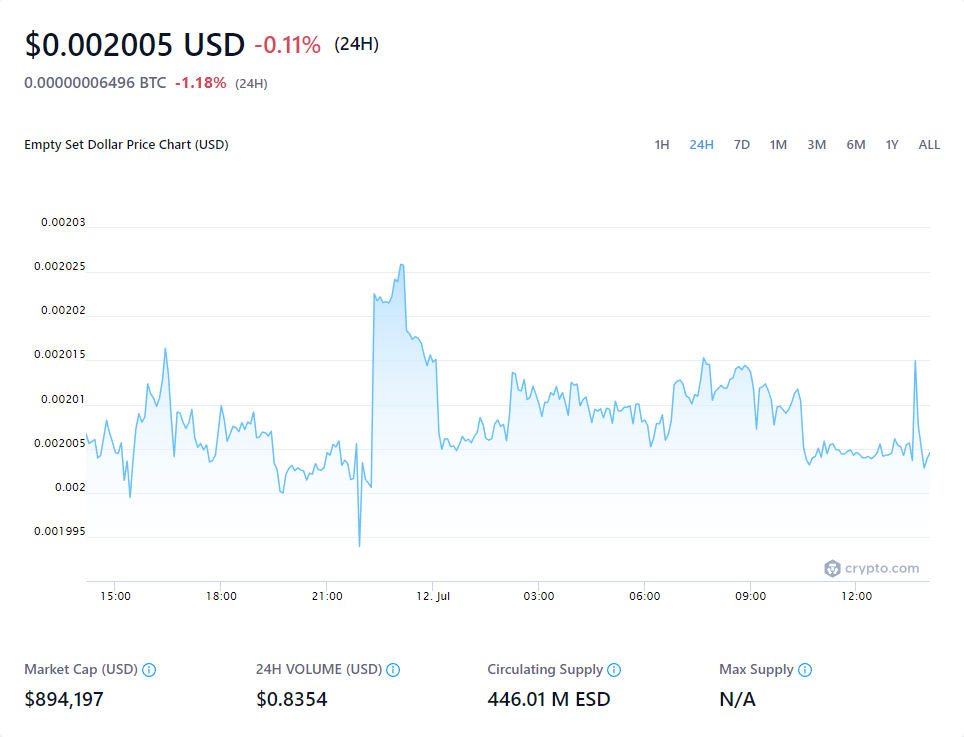 $0.002005 USD -0.11% (24H)
0.00000006496 BTC -1.18% (24H)
Empty Set Dollar Price Chart (USD) 1H 24H 7D 1M 3M 6M 1Y ALL
0.00203
0.002025
0.00202
0.002015
0.00201
0.002005
0.002
0.001995
crypto.com
15:00 18:00 21:00 12. Jul 03:00 06:00 09:00 12:00
Market Cap (USD) 24H VOLUME (USD) Circulating Supply Max Supply
$894,197 $0.8354 446.01 M ESD N/A